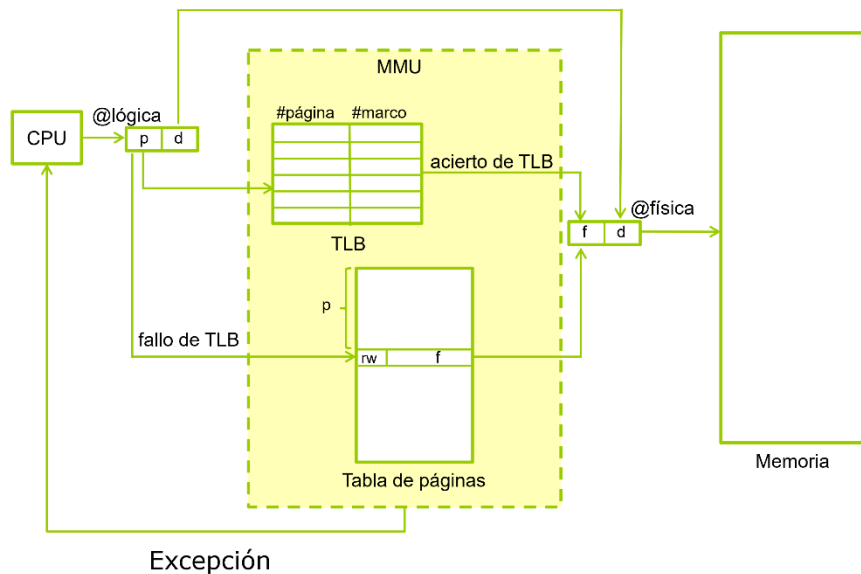 MMU
@lógica
#página #marco
CPU
p d
acierto de TLB
@física
f d
TLB
p
fallo de TLB
rw f
Memoria
Tabla de páginas
Excepción